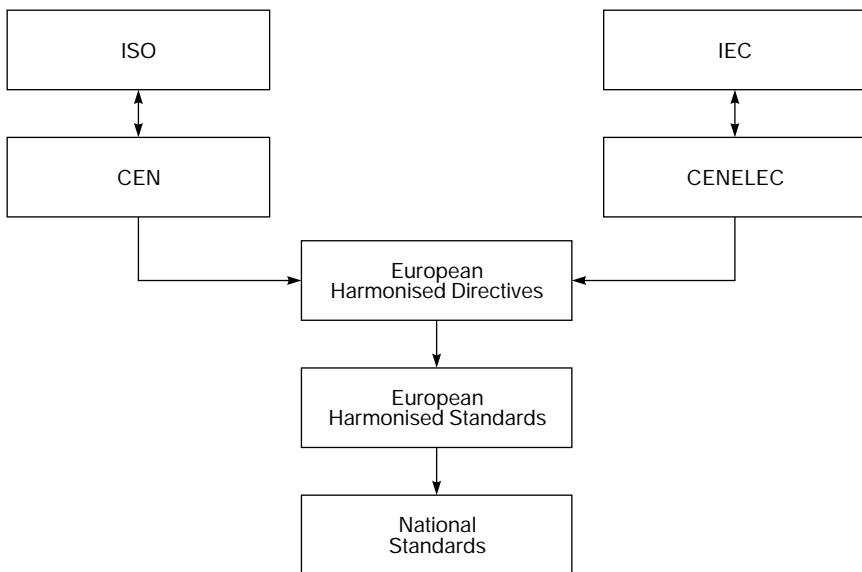 ISO
IEC
CEN
CENELEC
European
Harmonised Directives
European
Harmonised Standards
National
Standards